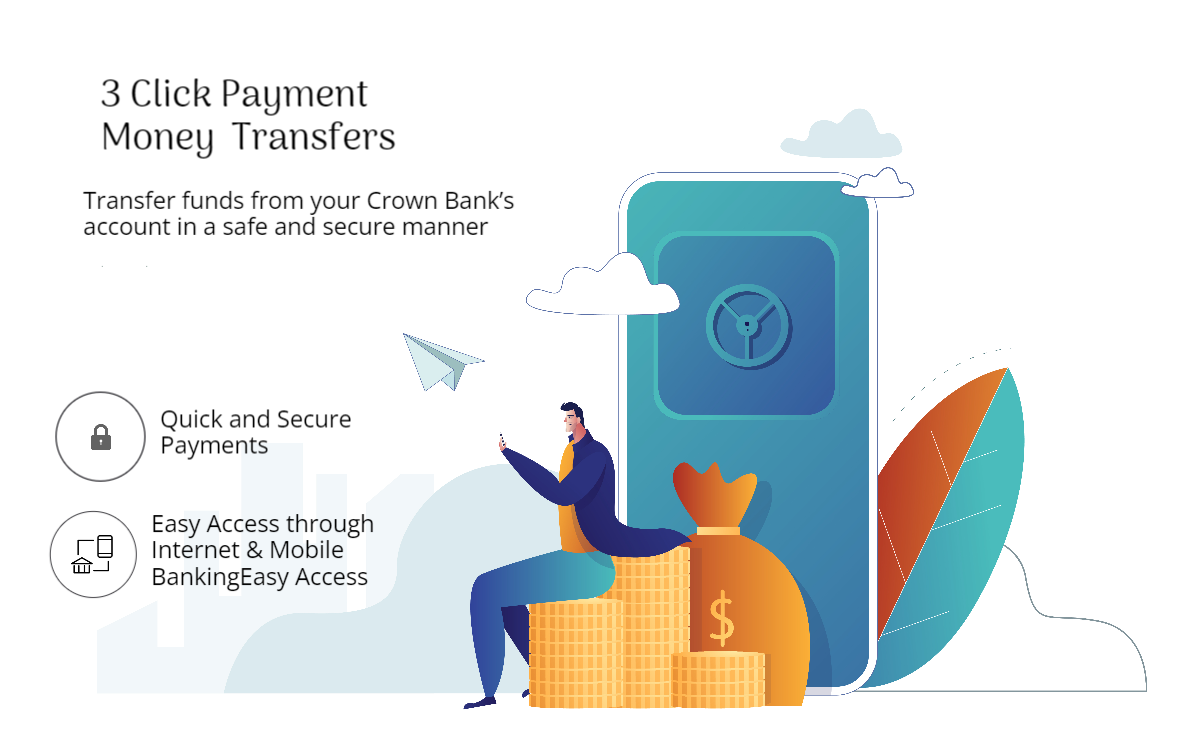 3 Click Payment
Money Transfers
Transfer funds from your Crown Bank’s
account in a safe and secure manner
Quick and Secure
Payments
Easy Access through
Internet & Mobile
BankingEasy Access
$